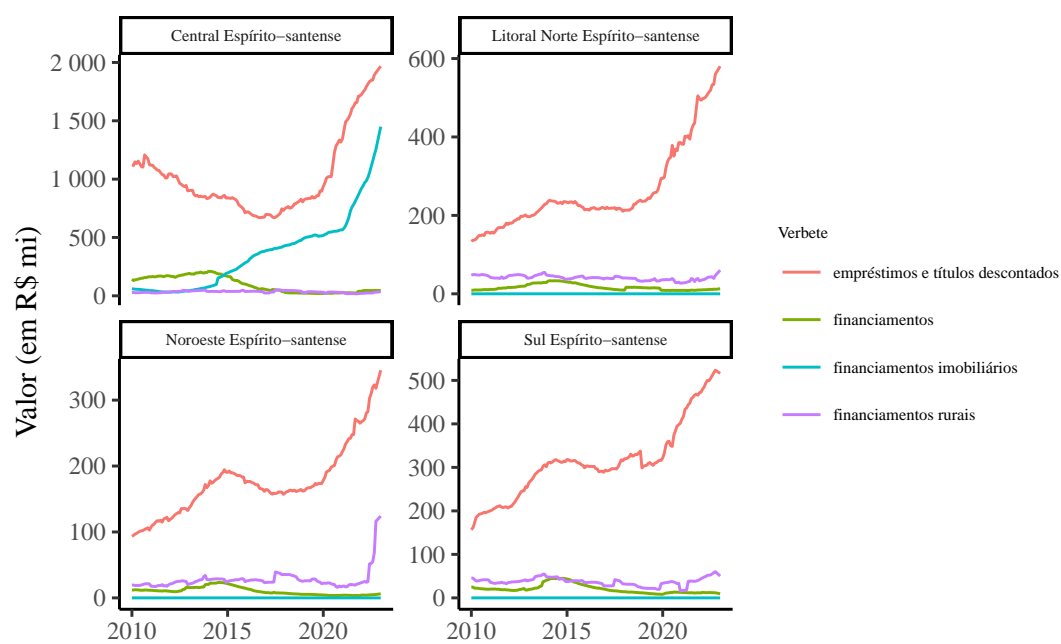 Central Espírito−santense
Litoral Norte Espírito−santense
2 000
1 500
1 000
500
0
600
400
200
0
Noroeste Espírito−santense
Sul Espírito−santense
300
200
100
0
500
400
300
200
100
0
2010
2015
2020
2010
2015
2020
Valor (em R$ mi)
Verbete
empréstimos e títulos descontados
financiamentos
financiamentos imobiliários
financiamentos rurais